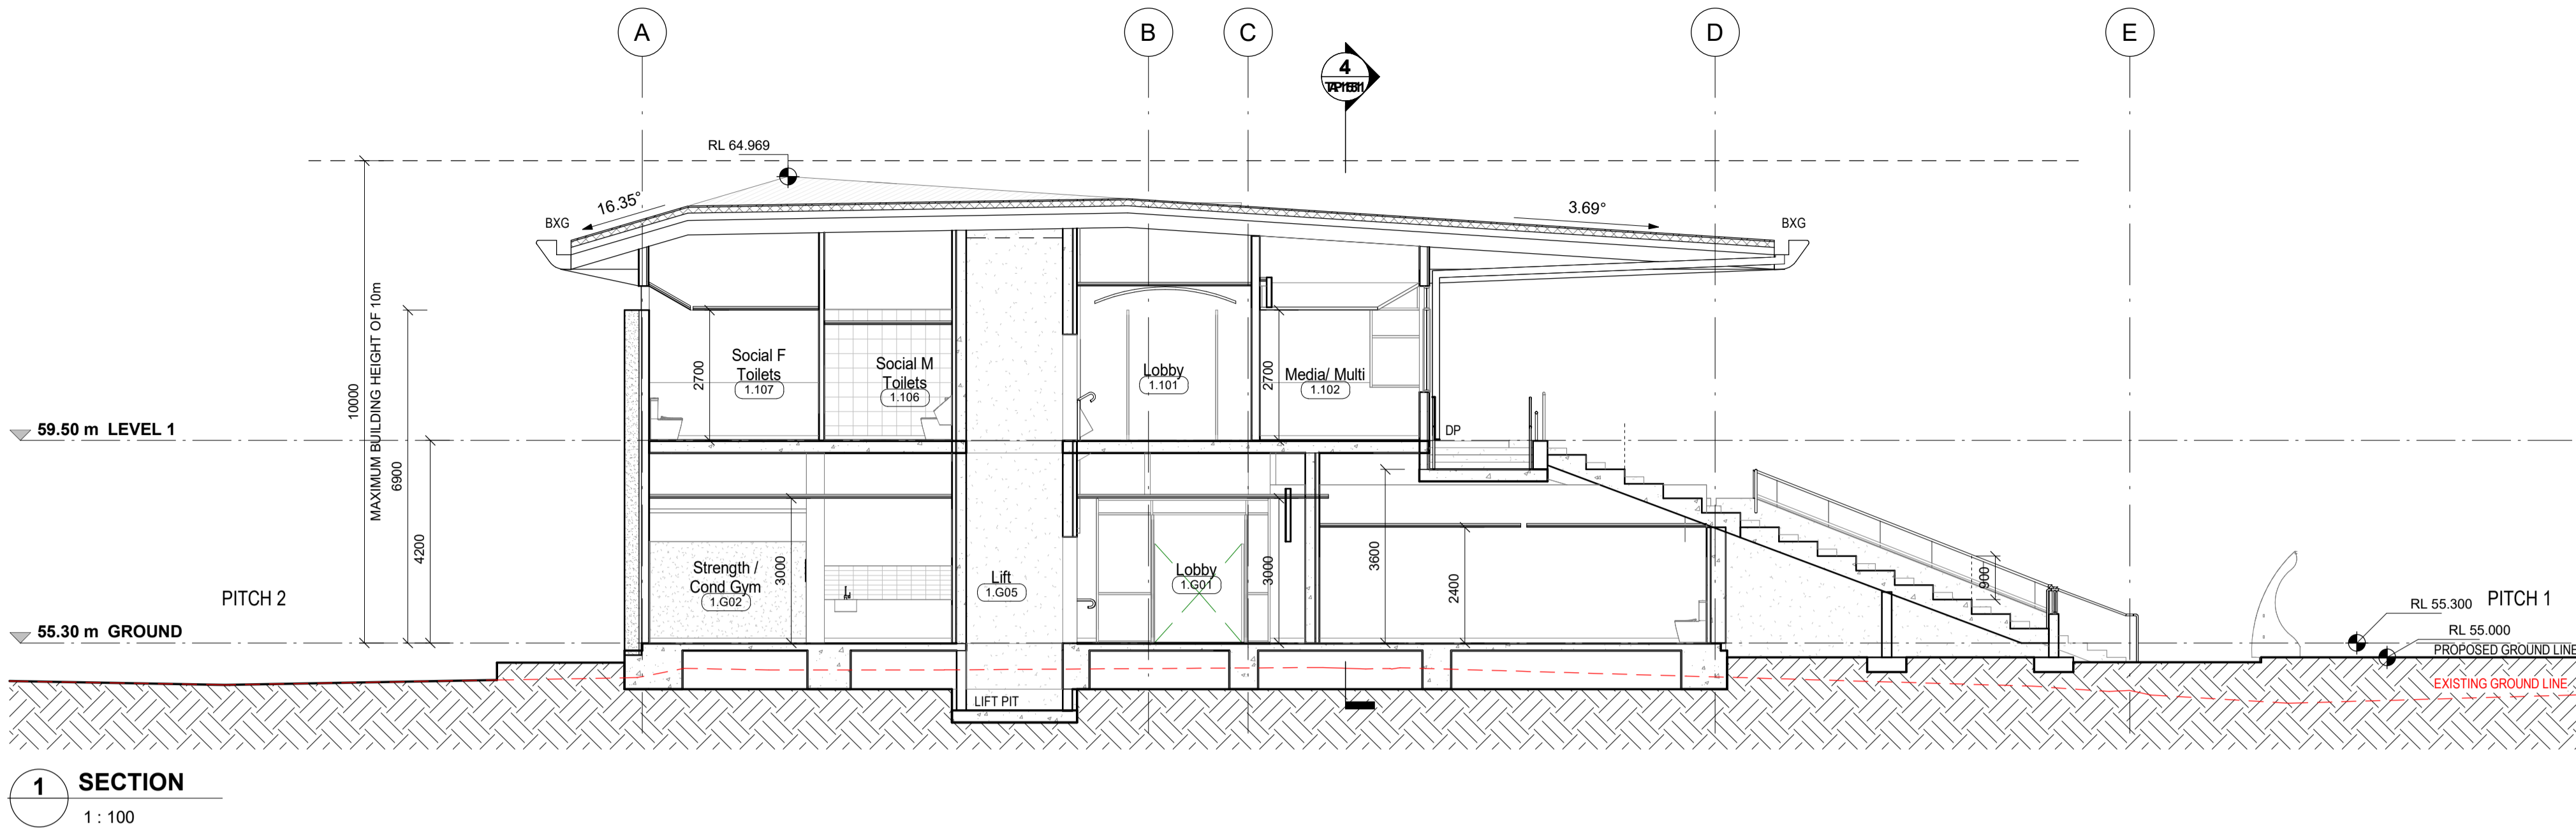 A
B
C
D
E
4
RL 64.969
16.35°
3.69°
BXG
BXG
10000
MAXIMUM BUILDING HEIGHT OF 10m
6900
4200
2700
Social F
Toilets
1.107
Social M
Toilets
1.106
Lobby
1.101
2700
Media/ Multi
1.102
59.50 m LEVEL 1
DP
PITCH 2
Strength /
Cond Gym
1.G02
3000
Lift
1.G05
Lobby
1.G01
3000
3600
2400
900
RL 55.300
PITCH 1
55.30 m GROUND
RL 55.000
PROPOSED GROUND LINE
EXISTING GROUND LINE
LIFT PIT
1
SECTION
1 : 100